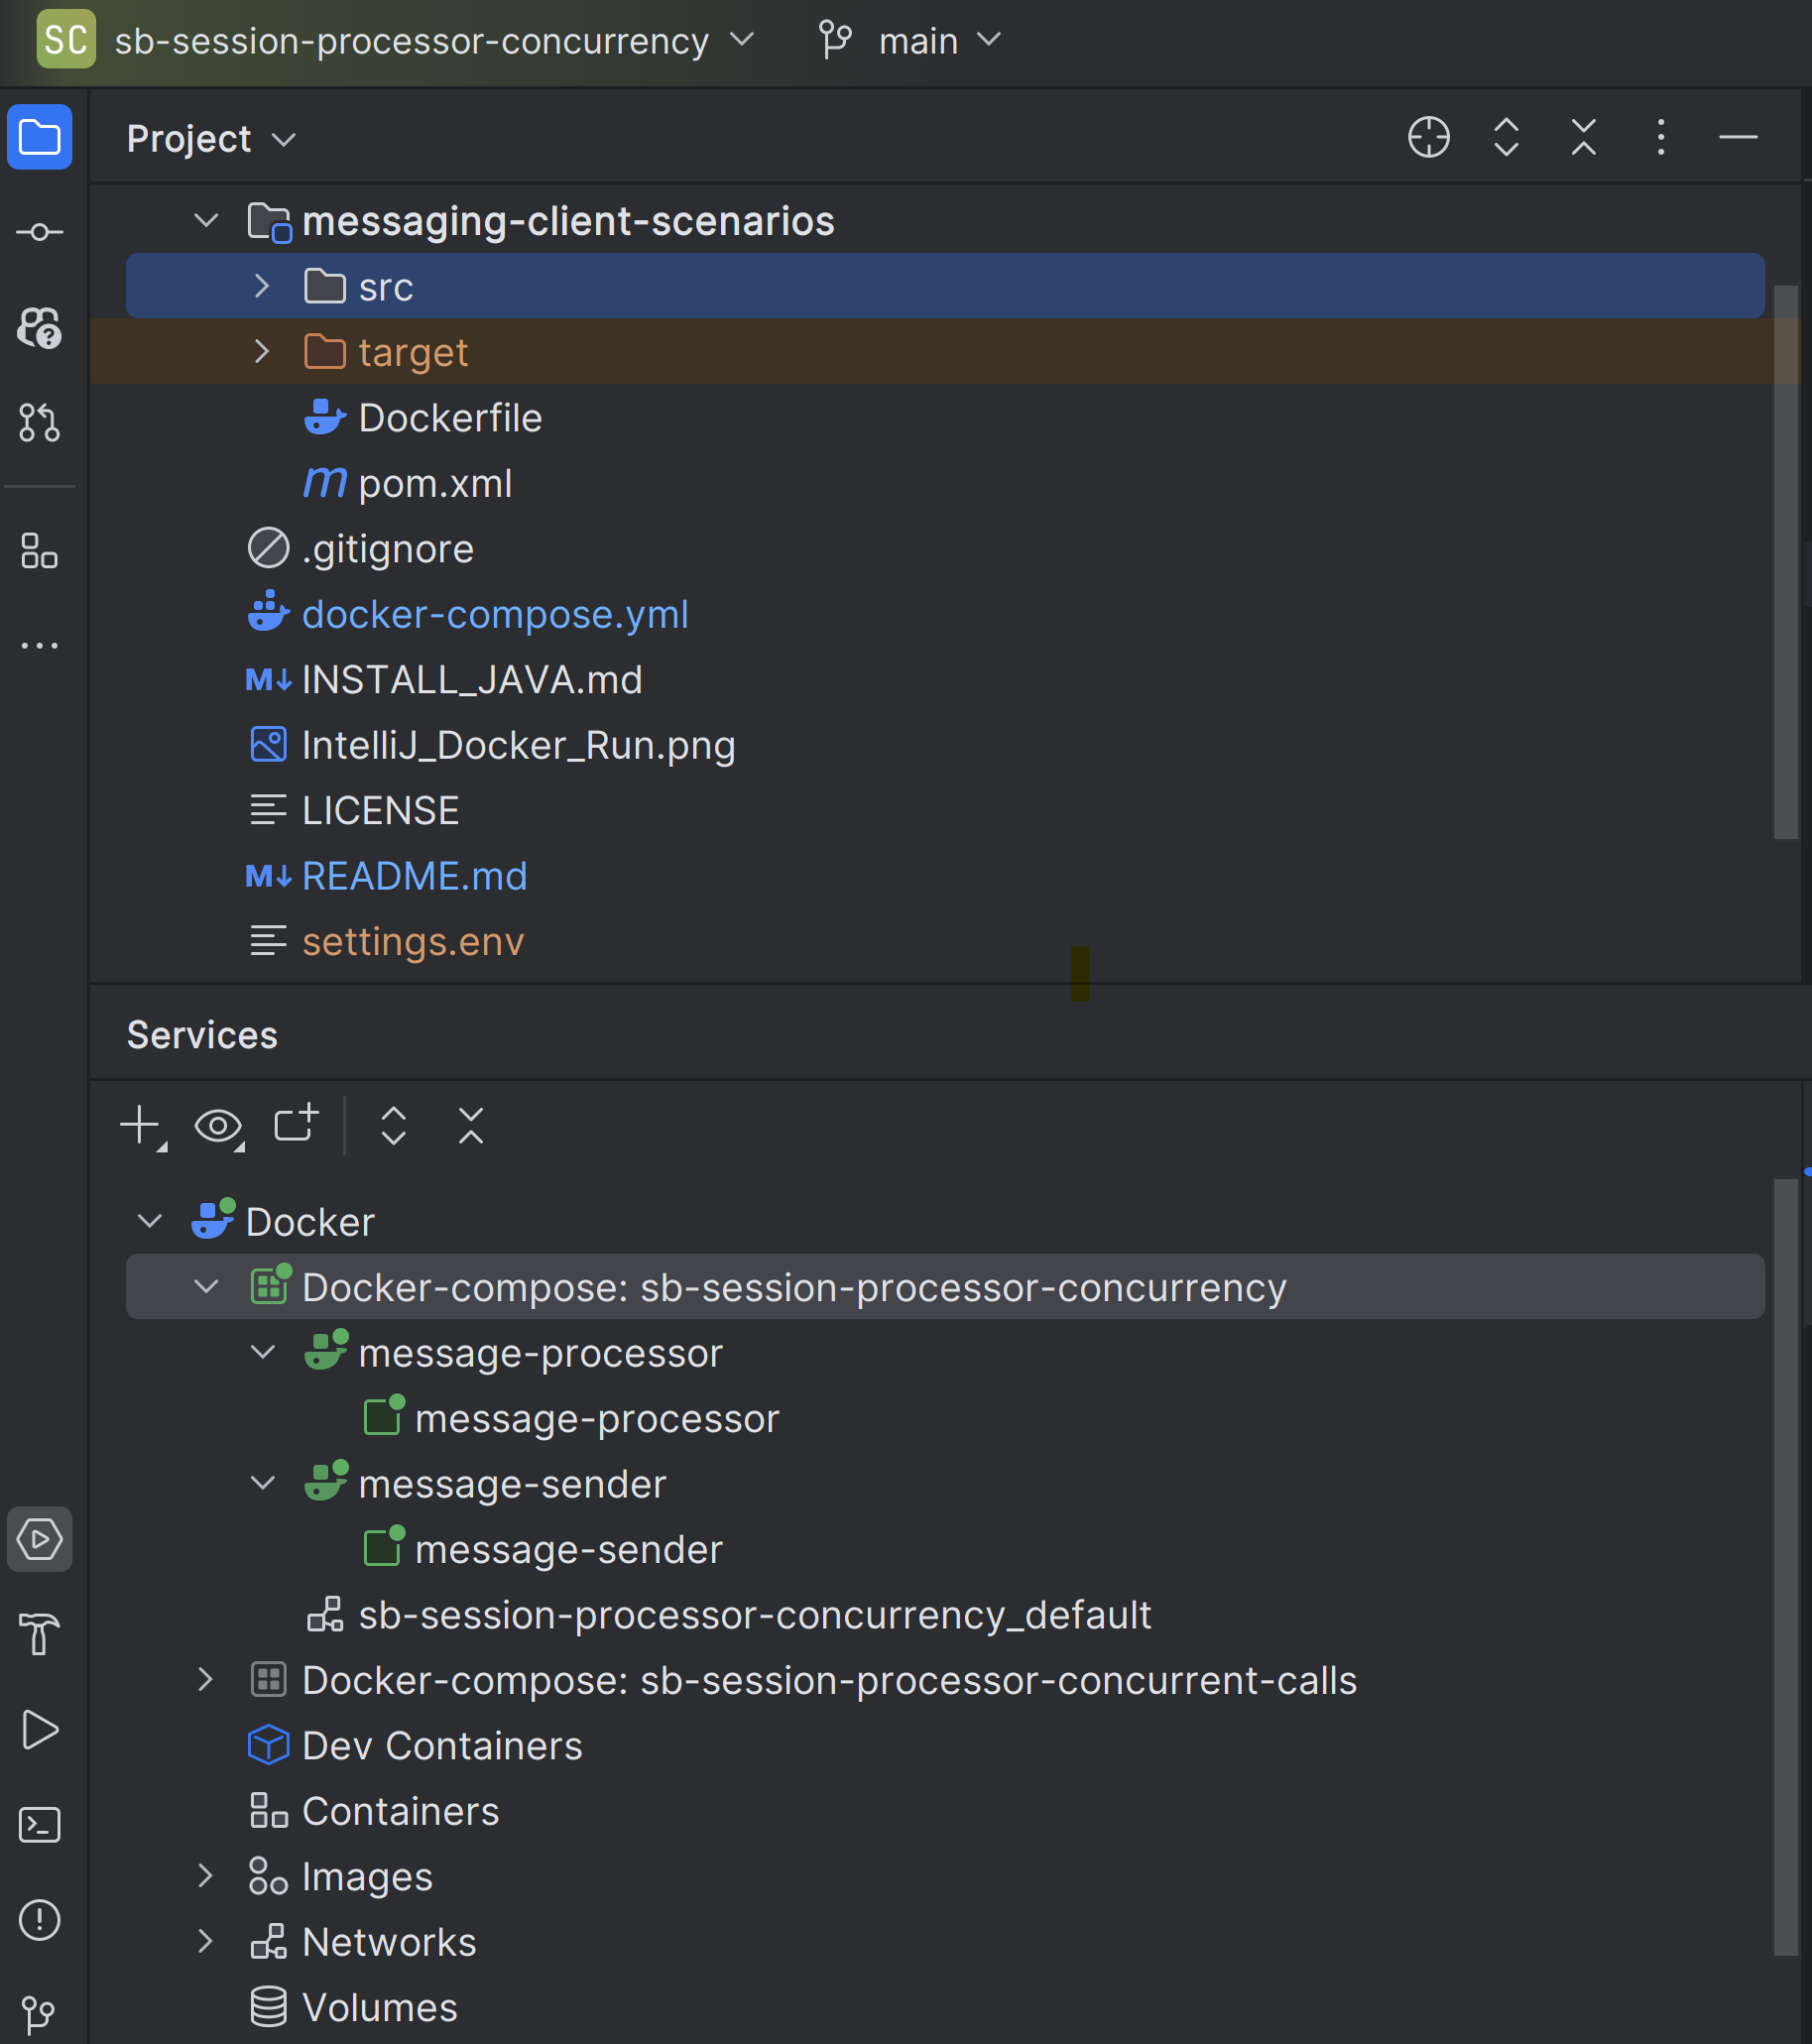 SC sb-session-processor-concurrency main
Project
messaging-client-scenarios
src
target
Dockerfile
pom.xml
.gitignore
docker-compose.yml
INSTALL_JAVA.md
IntelliJ_Docker_Run.png
LICENSE
README.md
settings.env
Services
Docker
Docker-compose: sb-session-processor-concurrency
message-processor
message-processor
message-sender
message-sender
sb-session-processor-concurrency_default
Docker-compose: sb-session-processor-concurrent-calls
Dev Containers
Containers
Images
Networks
Volumes